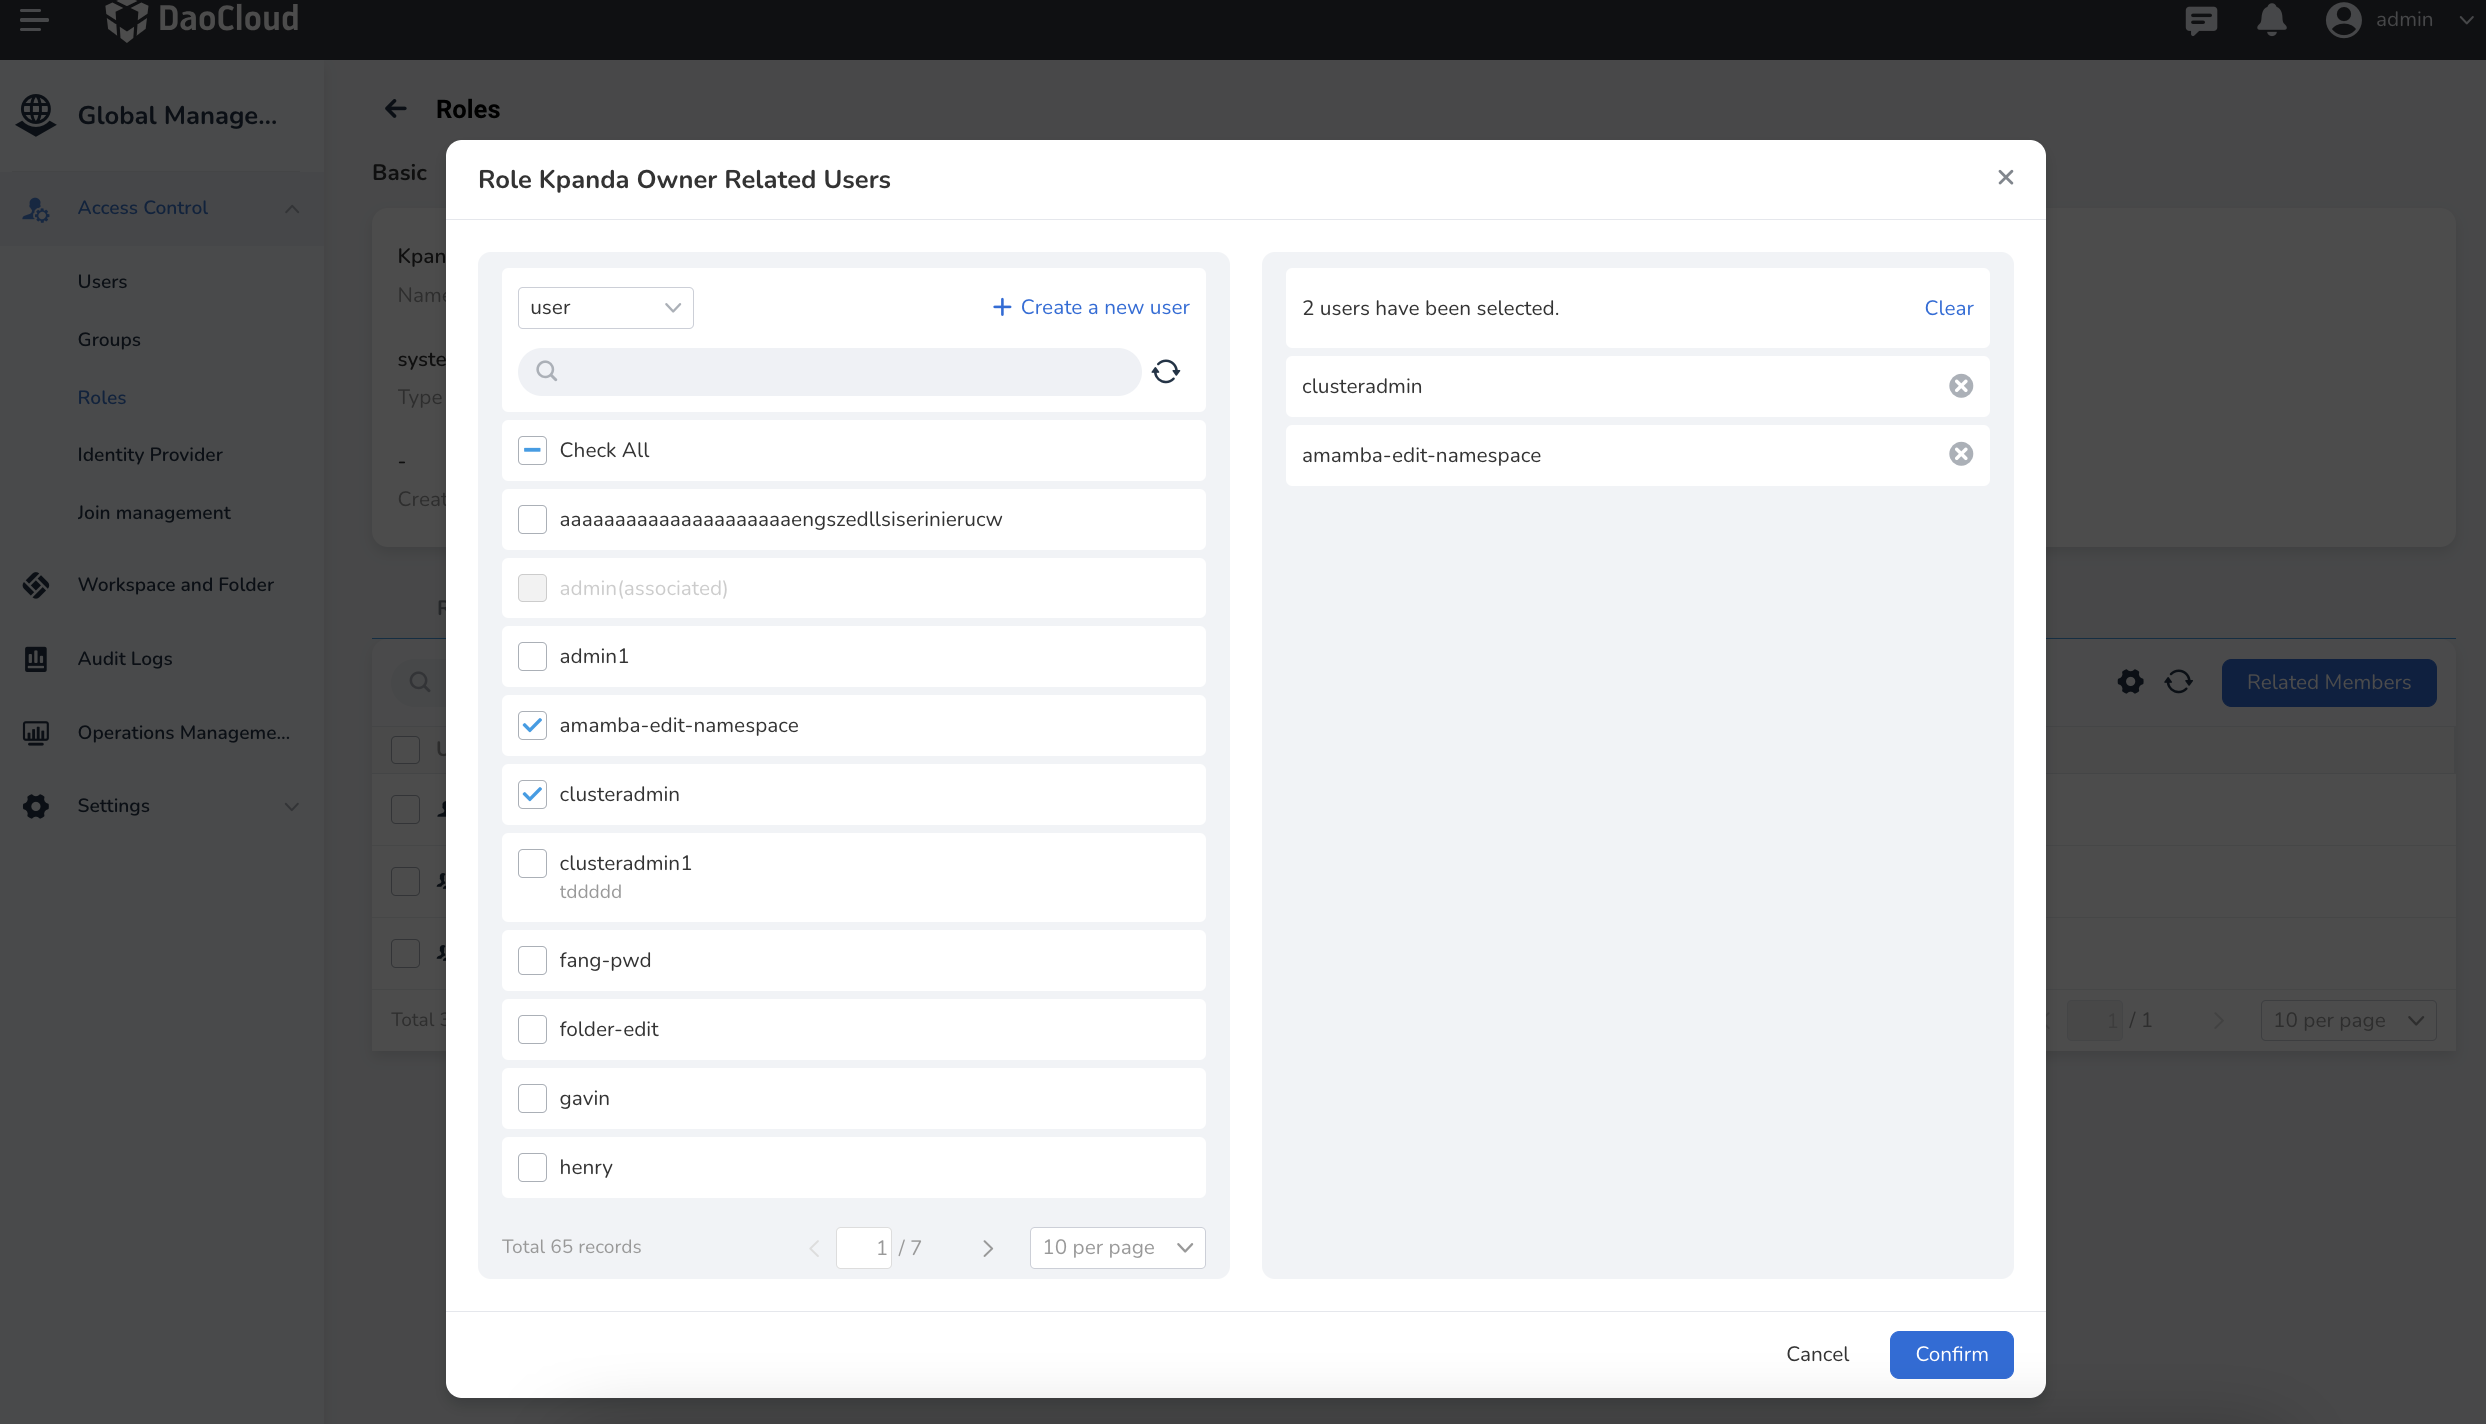 DaoCloud
admin
Global Manage...
Access Control
Users
Groups
Roles
Identity Provider
Join management
Workspace and Folder
Audit Logs
Operations Manageme...
Settings
Roles
Basic
Kpan
Name
syste
Type
-
Creat
Related Members
Total
1 / 1
10 per page
Role Kpanda Owner Related Users
user
Create a new user
Check All
aaaaaaaaaaaaaaaaaaaaaengszedllsiserinierucw
admin(associated)
admin1
amamba-edit-namespace
clusteradmin
clusteradmin1
tddddd
fang-pwd
folder-edit
gavin
henry
Total 65 records
1 / 7
10 per page
2 users have been selected.
Clear
clusteradmin
amamba-edit-namespace
Cancel
Confirm